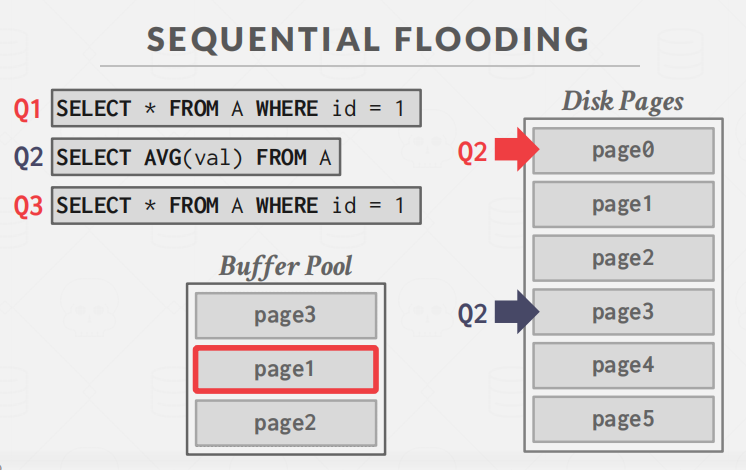 SEQUENTIAL FLOODING
Q1 SELECT * FROM A WHERE id = 1
Q2 SELECT AVG(val) FROM A
Q3 SELECT * FROM A WHERE id = 1
Buffer Pool
page3
page1
page2
Disk Pages
Q2 page0
page1
page2
Q2 page3
page4
page5